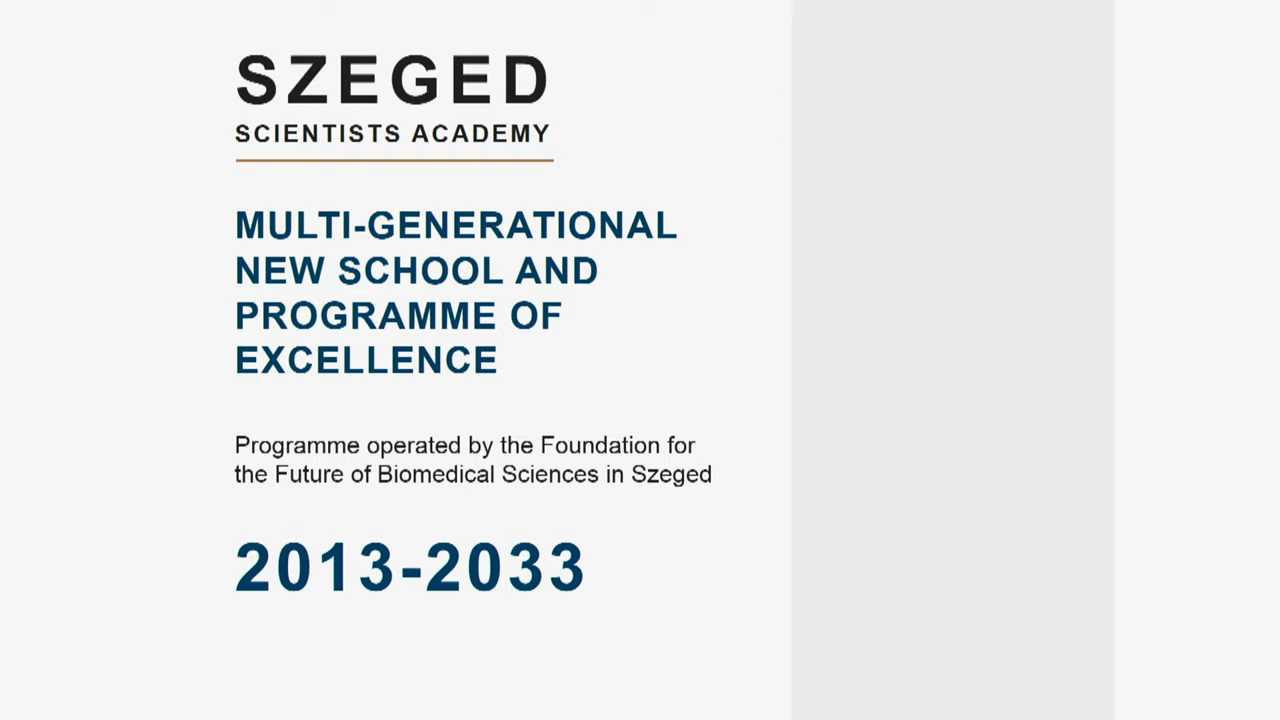 SZEGED
SCIENTISTS ACADEMY
MULTI-GENERATIONAL
NEW SCHOOL AND
PROGRAMME OF
EXCELLENCE
Programme operated by the Foundation for
the Future of Biomedical Sciences in Szeged
2013-2033